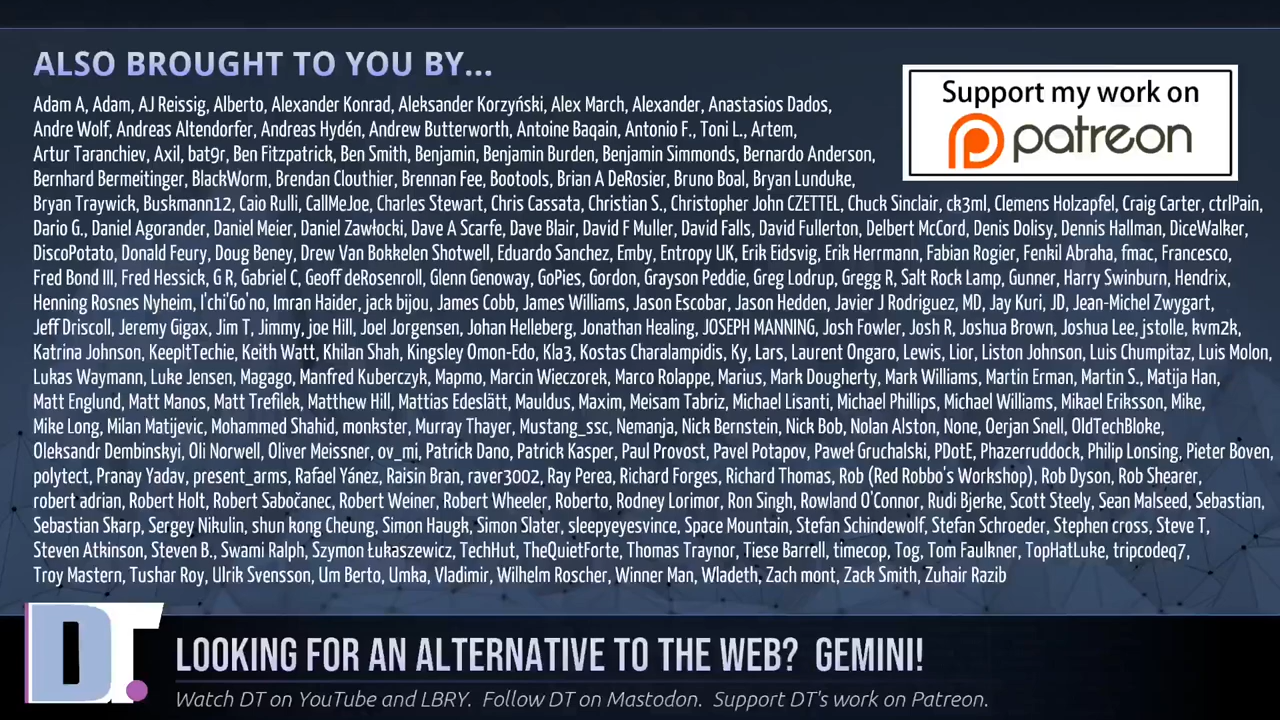 ALSO BROUGHT TO YOU BY...
Support my work on
patreon
Adam A, Adam, AJ Reissig, Alberto, Alexander Konrad, Aleksander Korzyński, Alex March, Alexander, Anastasios Dados,
Andre Wolf, Andreas Altendorfer, Andreas Hydén, Andrew Butterworth, Antoine Baqain, Antonio F., Toni L., Artem,
Artur Taranchiev, Axil, bat9r, Ben Fitzpatrick, Ben Smith, Benjamin, Benjamin Burden, Benjamin Simmonds, Bernardo Anderson,
Bernhard Bermeitinger, BlackWorm, Brendan Clouthier, Brennan Fee, Bootools, Brian A DeRosier, Bruno Boal, Bryan Lunduke,
Bryan Traywick, Buskmann12, Caio Rulli, CallMeJoe, Charles Stewart, Chris Cassata, Christian S., Christopher John CZETTEL, Chuck Sinclair, ck3ml, Clemens Holzapfel, Craig Carter, ctrlPain,
Dario G., Daniel Agorander, Daniel Meier, Daniel Zawłocki, Dave A Scarfe, Dave Blair, David F Muller, David Falls, David Fullerton, Delbert McCord, Denis Dolisy, Dennis Hallman, DiceWalker,
DiscoPotato, Donald Feury, Doug Beney, Drew Van Bokkelen Shotwell, Eduardo Sanchez, Emby, Entropy UK, Erik Eidsvig, Erik Herrmann, Fabian Rogier, Fenkil Abraha, fmac, Francesco,
Fred Bond III, Fred Hessick, G R, Gabriel C, Geoff deRosenroll, Glenn Genoway, GoPies, Gordon, Grayson Peddie, Greg Lodrup, Gregg R, Salt Rock Lamp, Gunner, Harry Swinburn, Hendrix,
Henning Rosnes Nyheim, I'chi'Go'no, Imran Haider, jack bijou, James Cobb, James Williams, Jason Escobar, Jason Hedden, Javier J Rodriguez, MD, Jay Kuri, JD, Jean-Michel Zwygart,
Jeff Driscoll, Jeremy Gigax, Jim T, Jimmy, joe Hill, Joel Jorgensen, Johan Helleberg, Jonathan Healing, JOSEPH MANNING, Josh Fowler, Josh R, Joshua Brown, Joshua Lee, jstolle, kvm2k,
Katrina Johnson, KeepItTechie, Keith Watt, Khilan Shah, Kingsley Omon-Edo, Kla3, Kostas Charalampidis, Ky, Lars, Laurent Ongaro, Lewis, Lior, Liston Johnson, Luis Chumpitaz, Luis Molon,
Lukas Waymann, Luke Jensen, Magago, Manfred Kuberczyk, Mapmo, Marcin Wieczorek, Marco Rolappe, Marius, Mark Dougherty, Mark Williams, Martin Erman, Martin S., Matija Han,
Matt Englund, Matt Manos, Matt Trefilek, Matthew Hill, Mattias Edeslätt, Mauldus, Maxim, Meisam Tabriz, Michael Lisanti, Michael Phillips, Michael Williams, Mikael Eriksson, Mike,
Mike Long, Milan Matijevic, Mohammed Shahid, monkster, Murray Thayer, Mustang_ssc, Nemanja, Nick Bernstein, Nick Bob, Nolan Alston, None, Oerjan Snell, OldTechBloke,
Oleksandr Dembinskyi, Oli Norwell, Oliver Meissner, ov_mi, Patrick Dano, Patrick Kasper, Paul Provost, Pavel Potapov, Paweł Gruchalski, PDotE, Phazerruddock, Philip Lonsing, Pieter Boven,
polytect, Pranay Yadav, present_arms, Rafael Yánez, Raisin Bran, raver3002, Ray Perea, Richard Forges, Richard Thomas, Rob (Red Robbo's Workshop), Rob Dyson, Rob Shearer,
robert adrian, Robert Holt, Robert Sabočanec, Robert Weiner, Robert Wheeler, Roberto, Rodney Lorimor, Ron Singh, Rowland O'Connor, Rudi Bjerke, Scott Steely, Sean Malseed, Sebastian,
Sebastian Skarp, Sergey Nikulin, shun kong Cheung, Simon Haugk, Simon Slater, sleepyeyesvince, Space Mountain, Stefan Schindewolf, Stefan Schroeder, Stephen cross, Steve T,
Steven Atkinson, Steven B., Swami Ralph, Szymon Łukaszewicz, TechHut, TheQuietForte, Thomas Traynor, Tiese Barrell, timecop, Tog, Tom Faulkner, TopHatLuke, tripcodeq7,
Troy Mastern, Tushar Roy, Ulrik Svensson, Um Berto, Umka, Vladimir, Wilhelm Roscher, Winner Man, Wladeth, Zach mont, Zack Smith, Zuhair Razib
DT.
LOOKING FOR AN ALTERNATIVE TO THE WEB? GEMINI!
Watch DT on YouTube and LBRY. Follow DT on Mastodon. Support DT's work on Patreon.